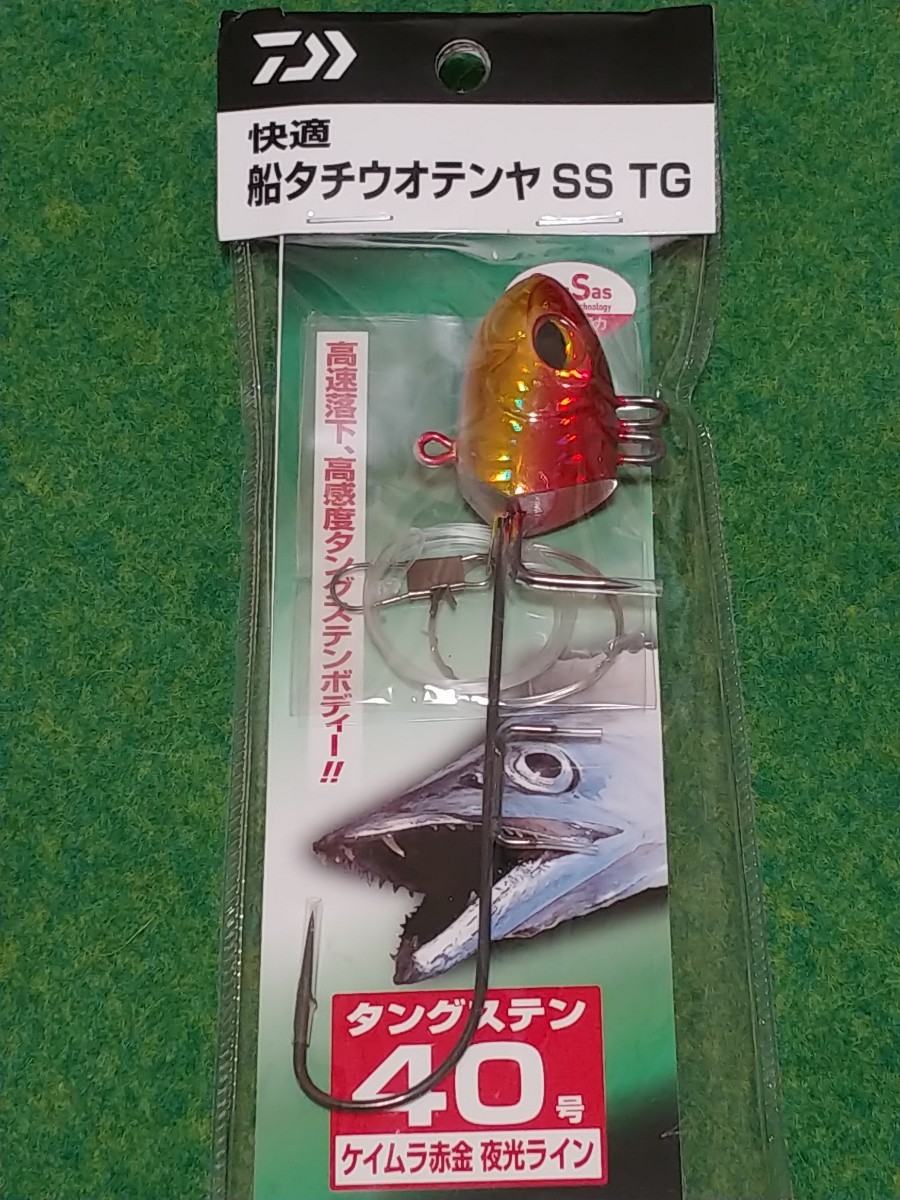 快適
船タチウオテンヤ SS TG
Sas
高速落下、高感度タングステンボディー!!
タングステン
40号
ケイムラ赤金 夜光ライン